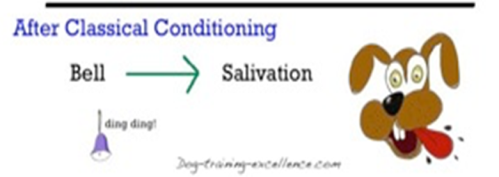 After Classical Conditioning
Bell Salivation
ding ding!
Dog-training-excellence.com